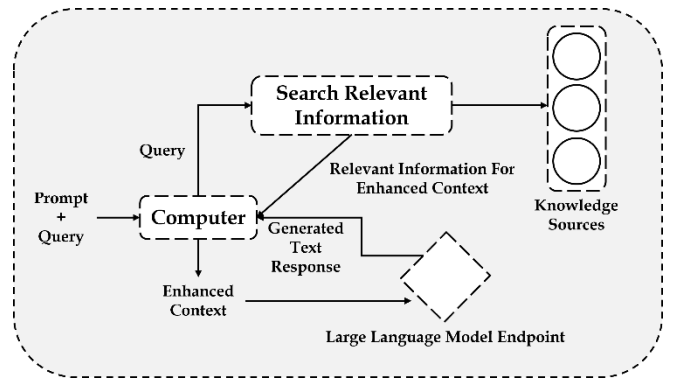 Search Relevant
Information
Query
Relevant Information For
Enhanced Context
Knowledge
Sources
Prompt
+
Query
Computer
Generated
Text
Response
Enhanced
Context
Large Language Model Endpoint